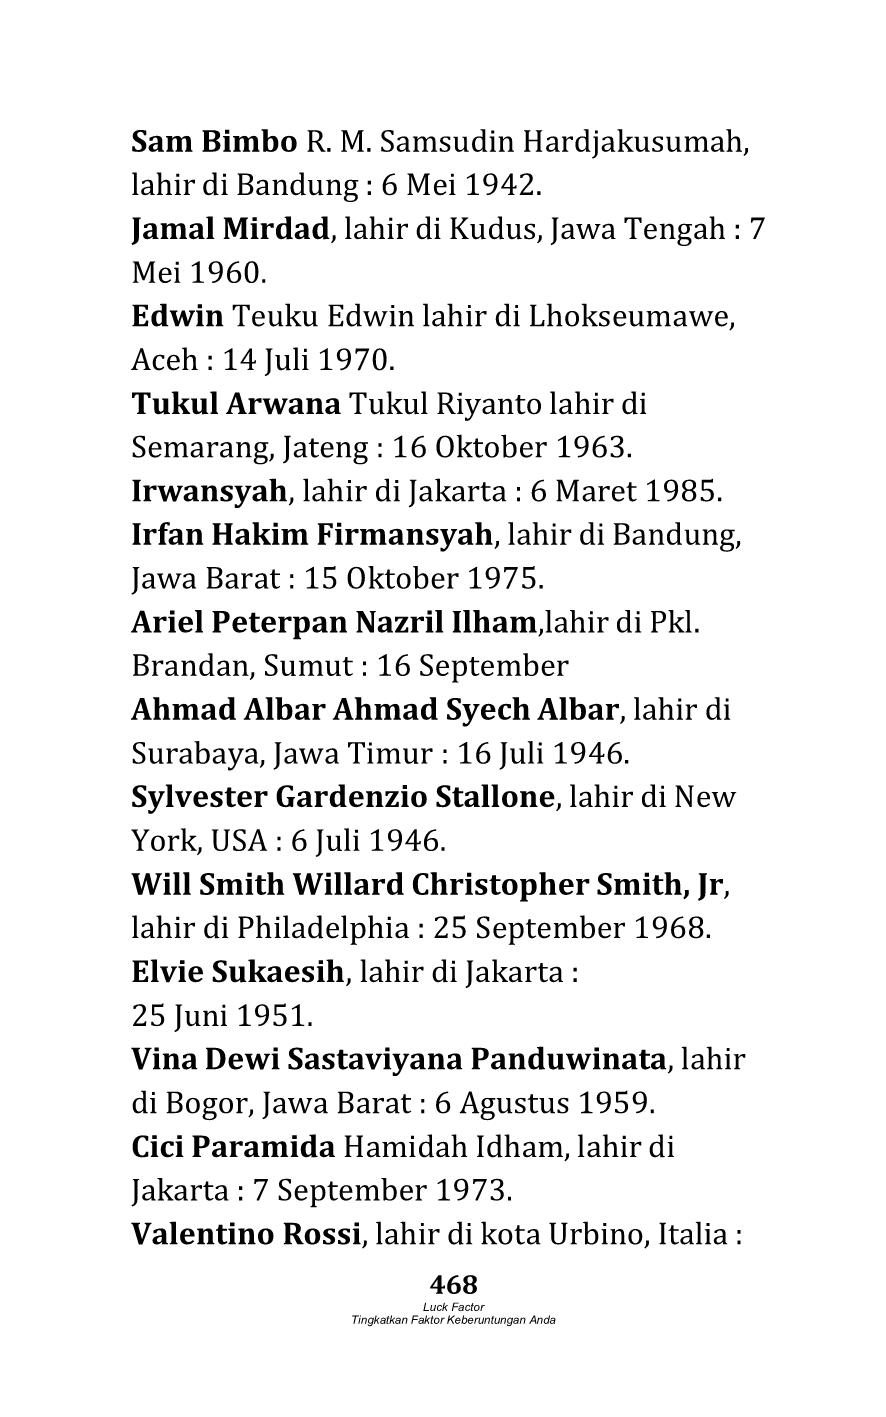 Sam Bimbo R. M. Samsudin Hardjakusumah,
lahir di Bandung : 6 Mei 1942.
Jamal Mirdad, lahir di Kudus, Jawa Tengah : 7
Mei 1960.
Edwin Teuku Edwin lahir di Lhokseumawe,
Aceh : 14 Juli 1970.
Tukul Arwana Tukul Riyanto lahir di
Semarang, Jateng : 16 Oktober 1963.
Irwansyah, lahir di Jakarta : 6 Maret 1985.
Irfan Hakim Firmansyah, lahir di Bandung,
Jawa Barat : 15 Oktober 1975.
Ariel Peterpan Nazril Ilham,lahir di Pkl.
Brandan, Sumut : 16 September
Ahmad Albar Ahmad Syech Albar, lahir di
Surabaya, Jawa Timur : 16 Juli 1946.
Sylvester Gardenzio Stallone, lahir di New
York, USA : 6 Juli 1946.
Will Smith Willard Christopher Smith, Jr,
lahir di Philadelphia : 25 September 1968.
Elvie Sukaesih, lahir di Jakarta :
25 Juni 1951.
Vina Dewi Sastaviyana Panduwinata, lahir
di Bogor, Jawa Barat : 6 Agustus 1959.
Cici Paramida Hamidah Idham, lahir di
Jakarta : 7 September 1973.
Valentino Rossi, lahir di kota Urbino, Italia :
468
Luck Factor
Tingkatkan Faktor Keberuntungan Anda